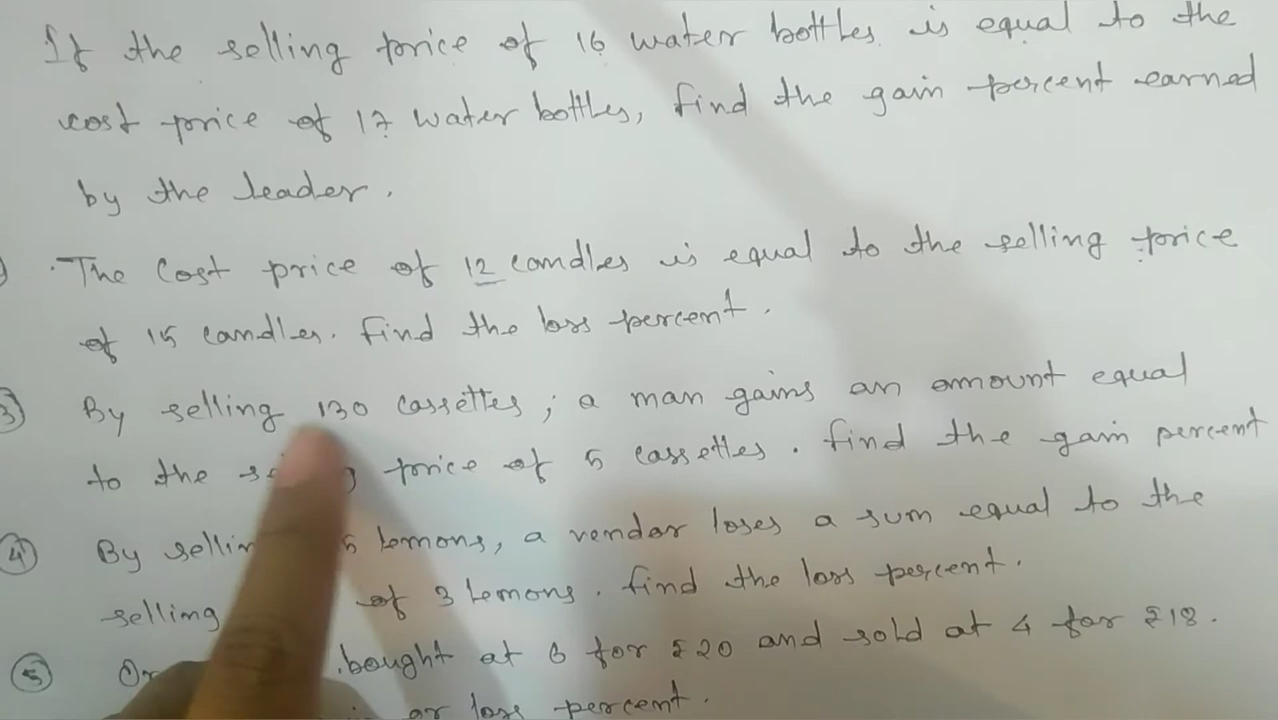 If the selling price of 16 water bottles is equal to the
cost price of 17 water bottles, find the gain percent earned
by the leader.
The Cost price of 12 candles is equal to the selling price
of 15 candles. Find the loss percent.
3 By selling 130 cassettes, a man gains an amount equal
to the price of 5 cassettes. find the gain percent
4 By lemons, a vendor loses a sum equal to the
selling of 3 lemons. find the loss percent.
5 bought at 6 for ₹20 and sold at 4 for ₹18.
or loss percent.